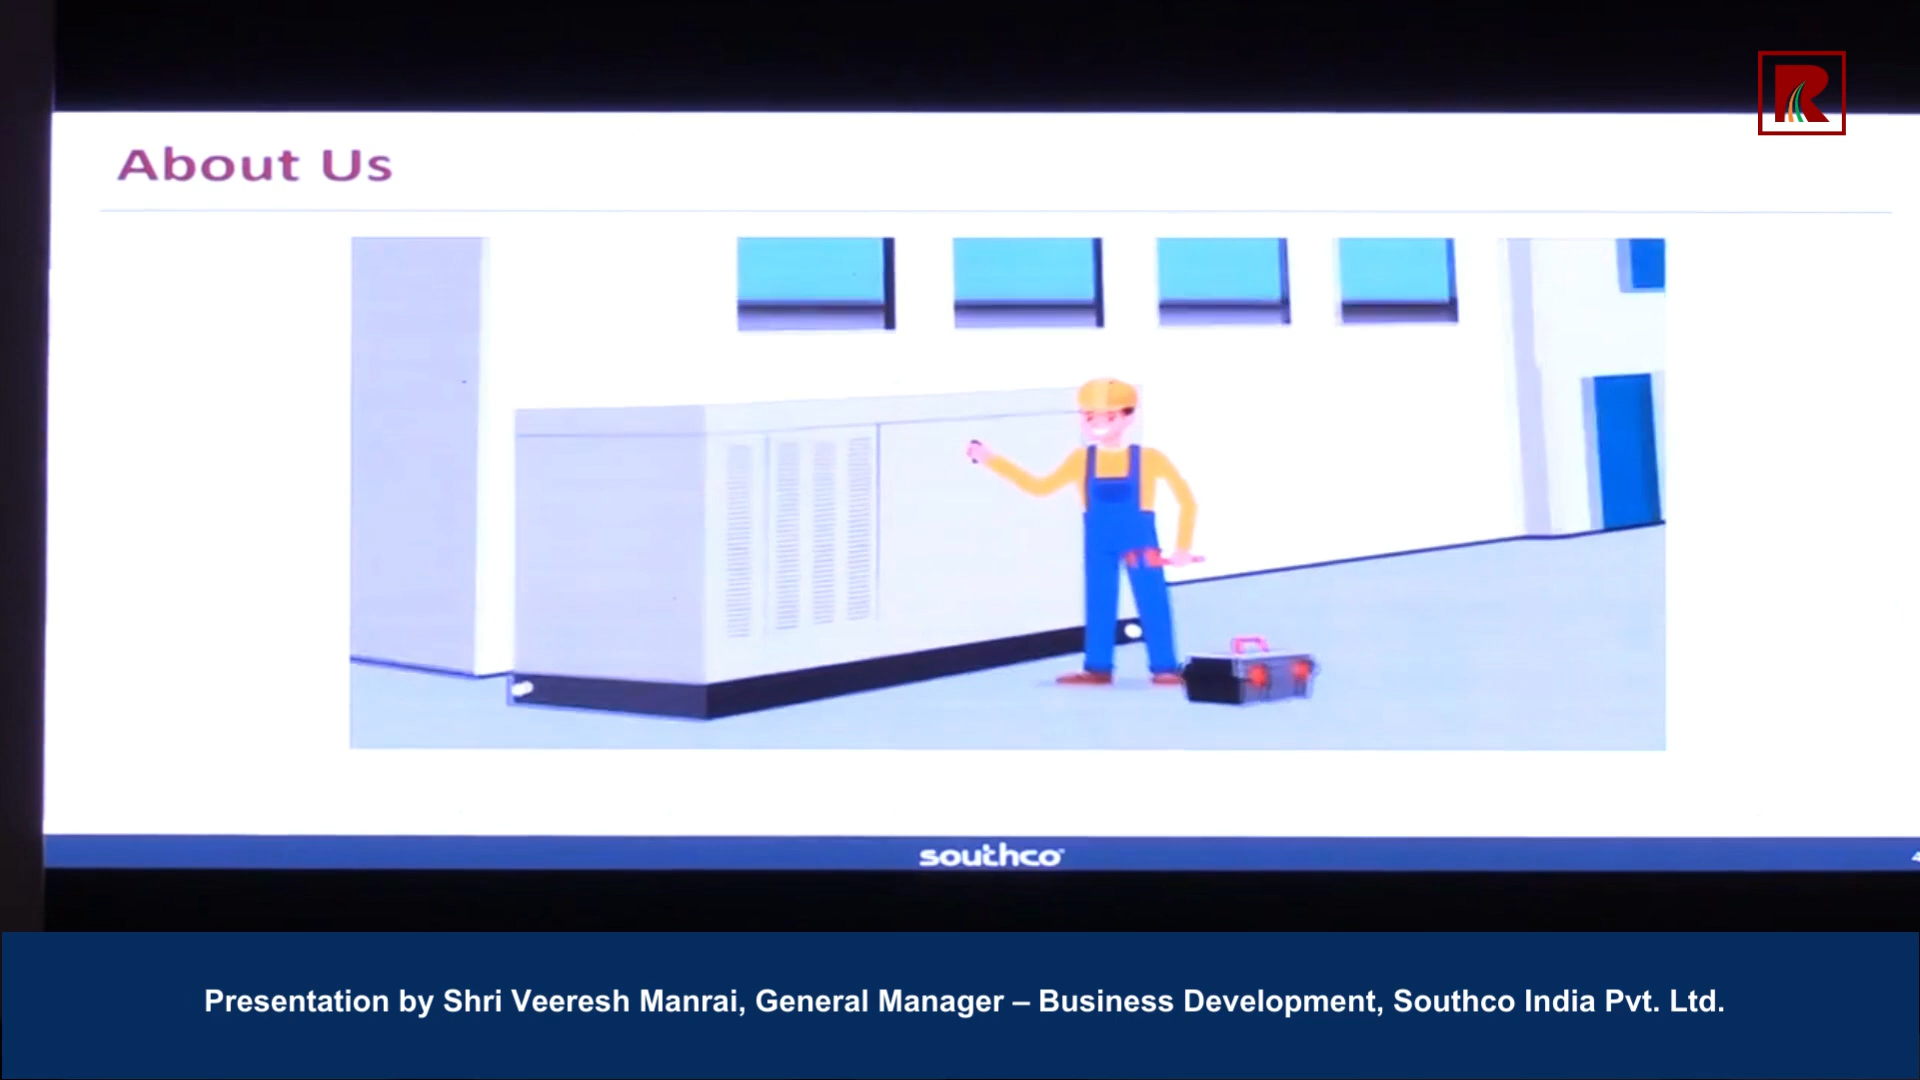 About Us
southco
Presentation by Shri Veeresh Manrai, General Manager – Business Development, Southco India Pvt. Ltd.